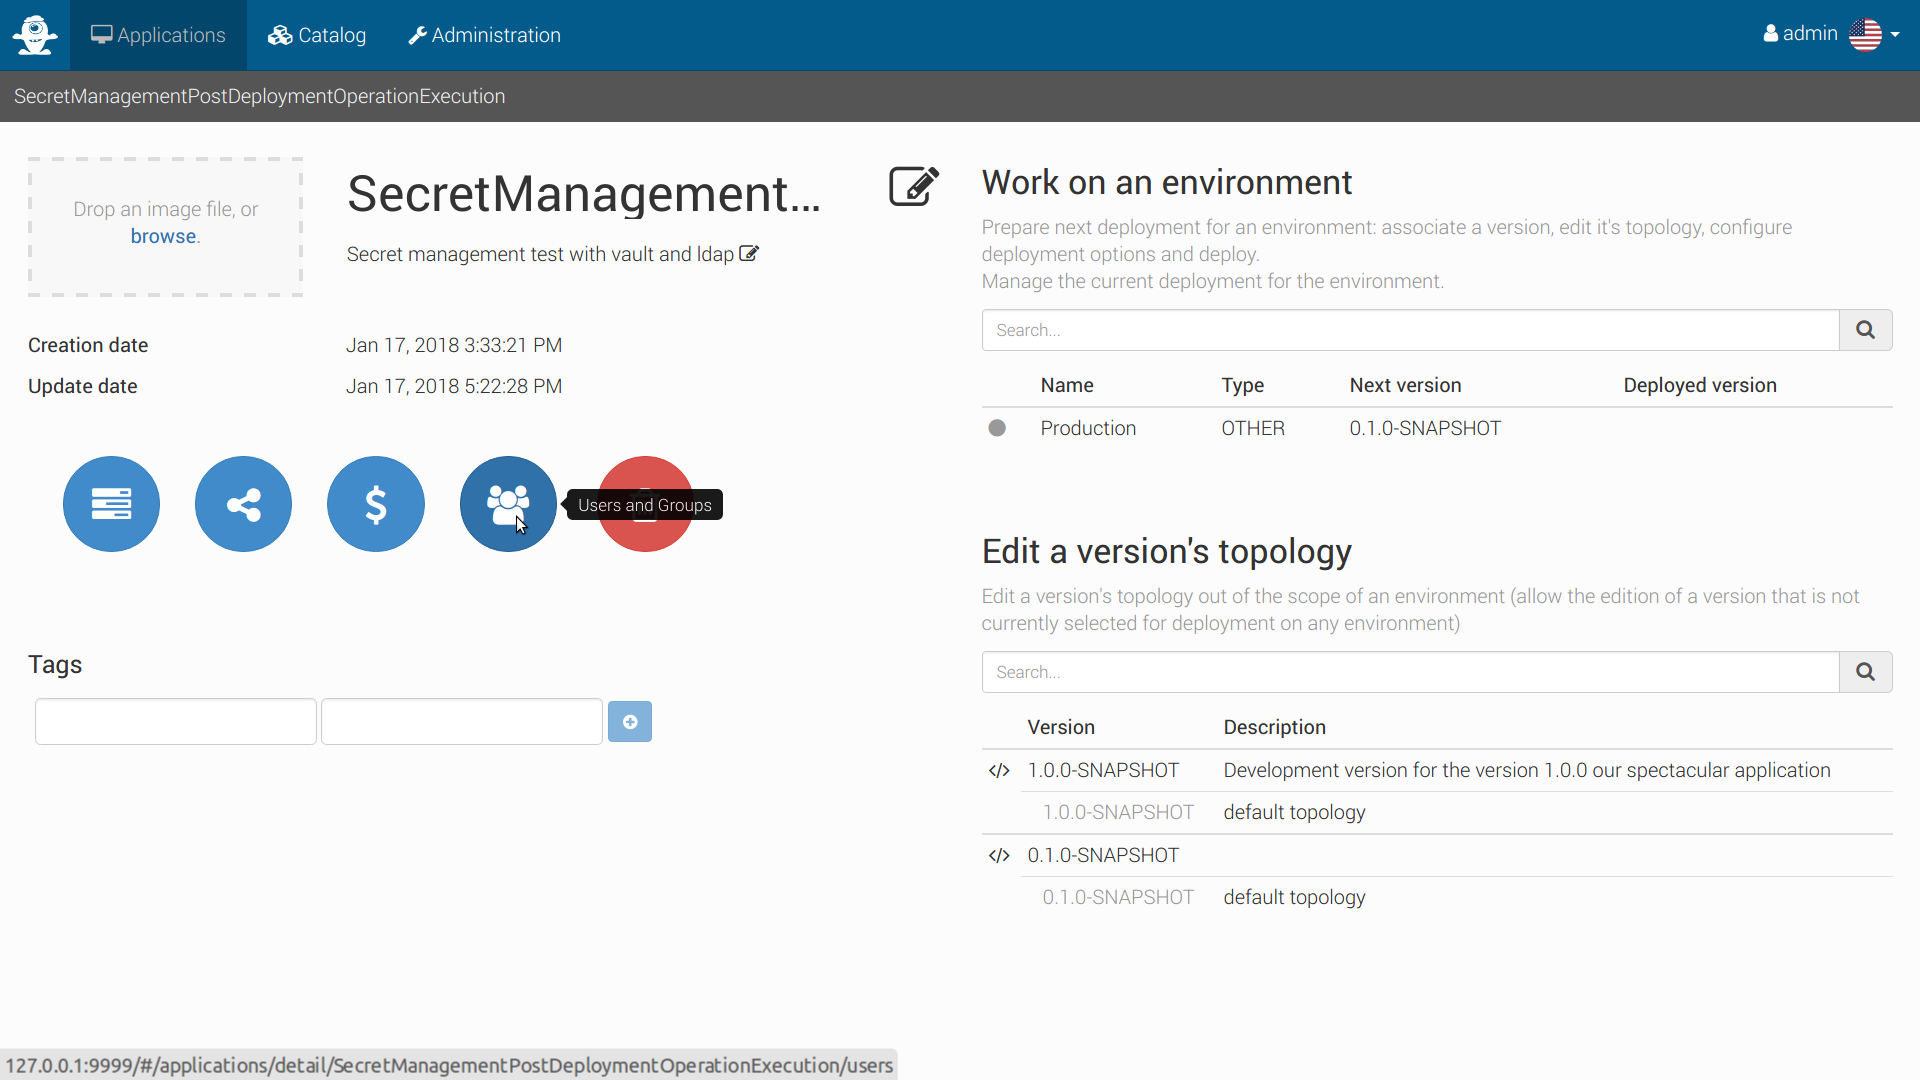 Applications
Catalog
Administration
admin
SecretManagementPostDeploymentOperationExecution
Drop an image file, or
browse.
SecretManagement...
Secret management test with vault and ldap
Creation date
Jan 17, 2018 3:33:21 PM
Update date
Jan 17, 2018 5:22:28 PM
$
Users and Groups
Tags
Work on an environment
Prepare next deployment for an environment: associate a version, edit it's topology, configure
deployment options and deploy.
Manage the current deployment for the environment.
Search...
Name Type Next version Deployed version
Production OTHER 0.1.0-SNAPSHOT
Edit a version's topology
Edit a version's topology out of the scope of an environment (allow the edition of a version that is not
currently selected for deployment on any environment)
Search...
Version Description
</> 1.0.0-SNAPSHOT Development version for the version 1.0.0 our spectacular application
1.0.0-SNAPSHOT default topology
</> 0.1.0-SNAPSHOT
0.1.0-SNAPSHOT default topology
127.0.0.1:9999/#/applications/detail/SecretManagementPostDeploymentOperationExecution/users